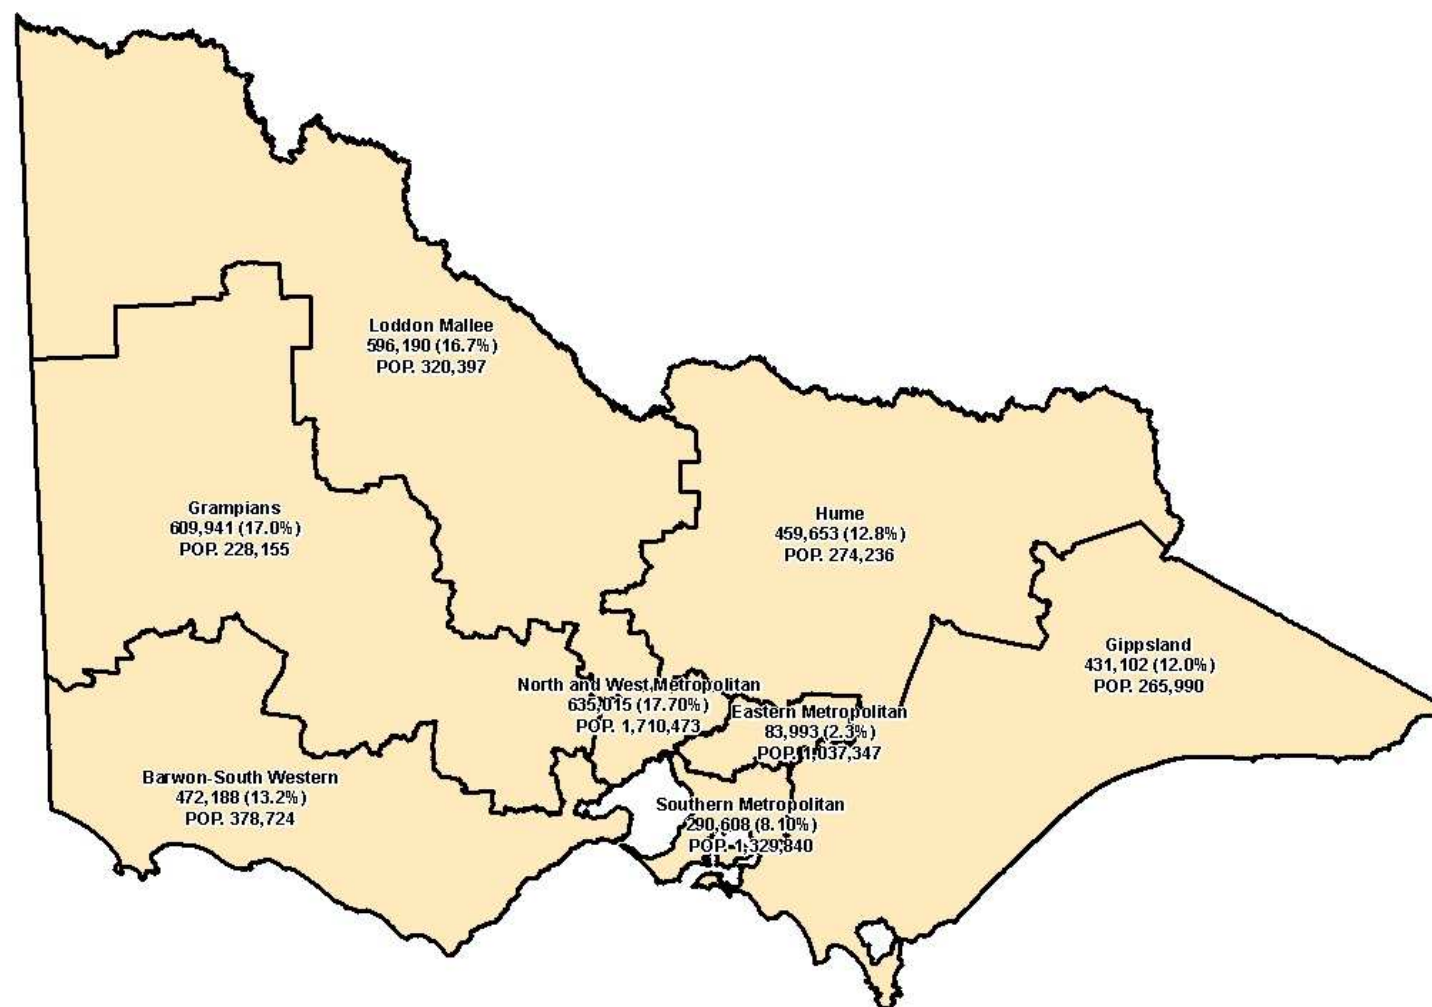 Loddon Mallee
596,190 (16.7%)
POP. 320,397
Grampians
609,941 (17.0%)
POP. 228,155
Hume
459,653 (12.8%)
POP. 274,236
Gippsland
431,102 (12.0%)
POP. 265,990
North and West Metropolitan
635,015 (17.70%)
POP. 1,710,473
Eastern Metropolitan
83,993 (2.3%)
POP. 1,037,347
Barwon-South Western
472,188 (13.2%)
POP. 378,724
Southern Metropolitan
290,608 (8.10%)
POP. 1,329,840